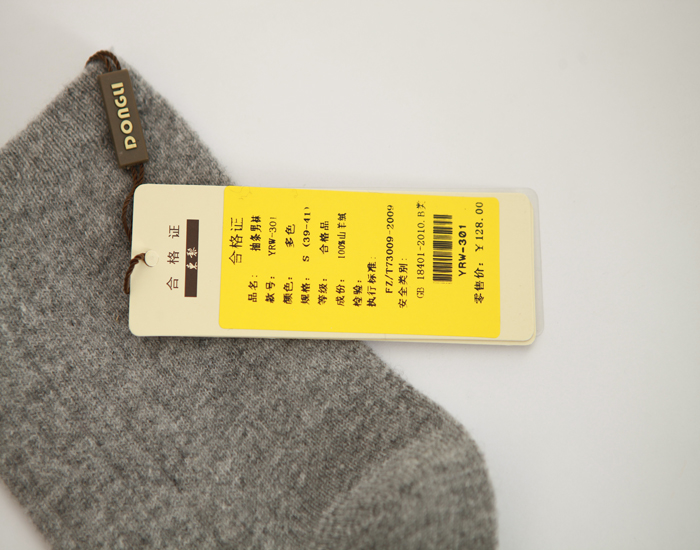 DONGLI
合格证
合格证
品名: 抽条男袜
款号: YRW-301
颜色: 多色
规格: S (39-41)
等级: 合格品
成份: 100%山羊绒
检验:
执行标准:
FZ/T73009-2009
安全类别:
GB 18401-2010.B类
YRW-301
零售价: ￥128.00